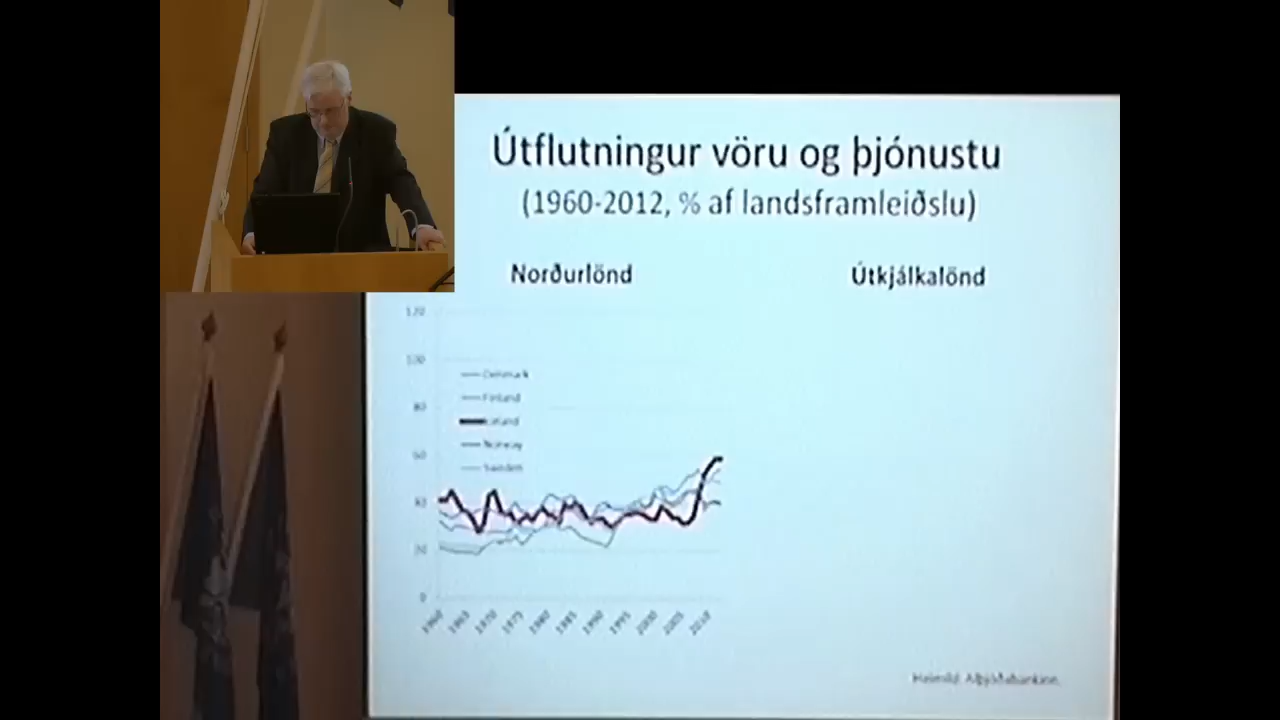 Útflutningur vöru og þjónustu
(1960-2012, % af landsframleiðslu)
Norðurlönd
Útkjálkalönd
120
100
Denmark
80
Finland
Iceland
Norway
60
Sweden
40
20
0
1960 1965 1970 1975 1980 1985 1990 1995 2000 2005 2010
Heimild: Alþjóðabankinn.